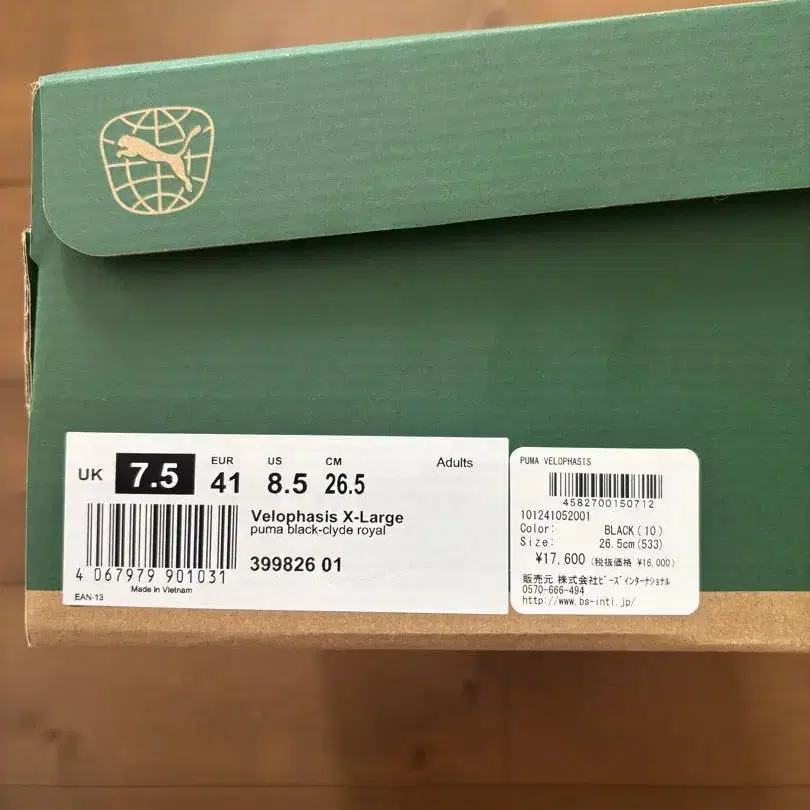 UK 7.5 EUR 41 US 8.5 CM 26.5 Adults
Velophasis X-Large
puma black-clyde royal
399826 01
4 067979 901031
Made in Vietnam
EAN-13
PUMA VELOPHASIS
4582700150712
101241052001
Color: BLACK(10)
Size: 26.5cm(533)
¥17,600 (税抜価格 ¥16,000)
販売元 株式会社ビーズインターナショナル
0570-666-494
http://www.bs-intl.jp/